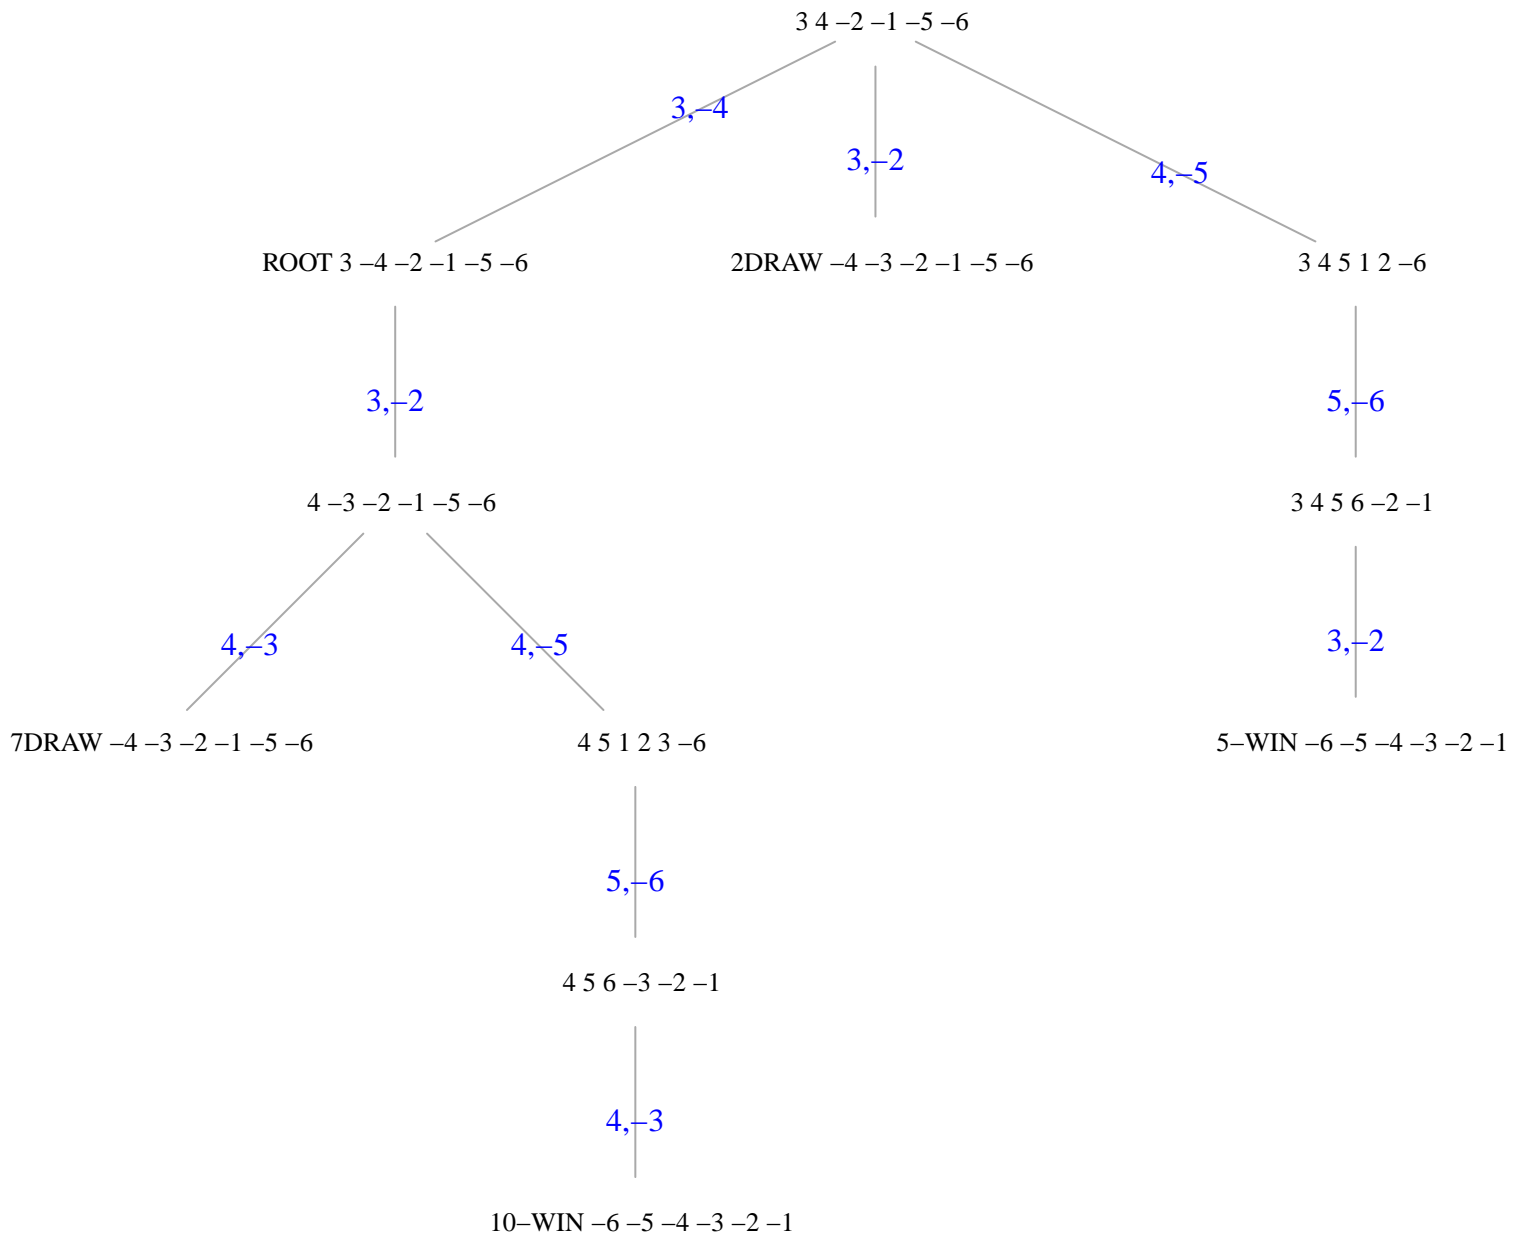 3 4 –2 –1 –5 –6
3,–4
3,–2
4,–5
ROOT 3 –4 –2 –1 –5 –6
2DRAW –4 –3 –2 –1 –5 –6
3 4 5 1 2 –6
3,–2
5,–6
4 –3 –2 –1 –5 –6
3 4 5 6 –2 –1
4,–3
4,–5
3,–2
7DRAW –4 –3 –2 –1 –5 –6
4 5 1 2 3 –6
5–WIN –6 –5 –4 –3 –2 –1
5,–6
4 5 6 –3 –2 –1
4,–3
10–WIN –6 –5 –4 –3 –2 –1